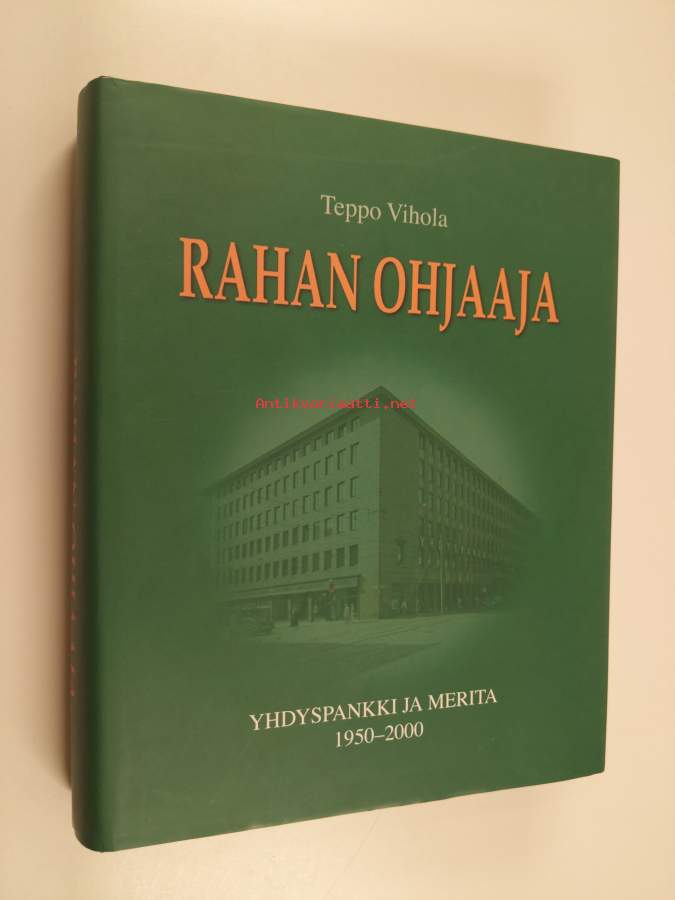 Teppo Vihola
RAHAN OHJAAJA
Antikvariaatti.net
YHDYSPANKKI JA MERITA
1950–2000